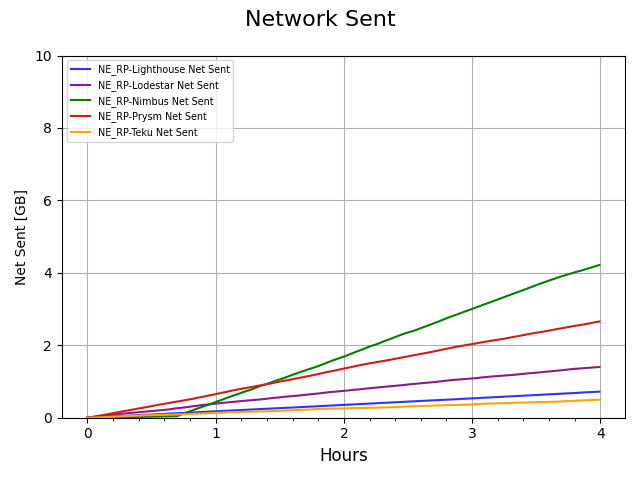 Network Sent
10
8
6
4
2
0
Net Sent [GB]
NE_RP-Lighthouse Net Sent
NE_RP-Lodestar Net Sent
NE_RP-Nimbus Net Sent
NE_RP-Prysm Net Sent
NE_RP-Teku Net Sent
0 1 2 3 4
Hours